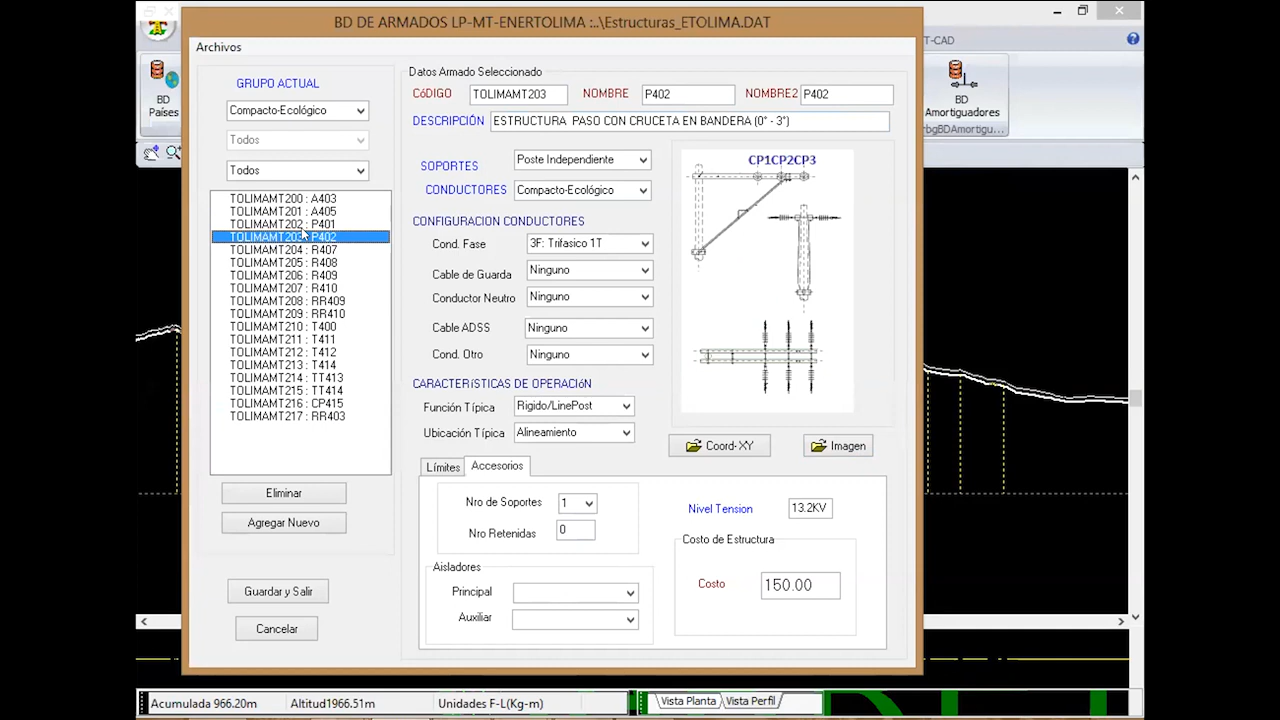 BD DE ARMADOS LP-MT-ENERTOLIMA :..\Estructuras_ETOLIMA.DAT
Archivos
T-CAD
BD
Países
BD
Amortiguadores
rbgBDAmortigu...
GRUPO ACTUAL
Compacto-Ecológico
Todos
Todos
TOLIMAMT200 : A403
TOLIMAMT201 : A405
TOLIMAMT202 : P401
TOLIMAMT203 : P402
TOLIMAMT204 : R407
TOLIMAMT205 : R408
TOLIMAMT206 : R409
TOLIMAMT207 : R410
TOLIMAMT208 : RR409
TOLIMAMT209 : RR410
TOLIMAMT210 : T400
TOLIMAMT211 : T411
TOLIMAMT212 : T412
TOLIMAMT213 : T414
TOLIMAMT214 : TT413
TOLIMAMT215 : TT414
TOLIMAMT216 : CP415
TOLIMAMT217 : RR403
Eliminar
Agregar Nuevo
Guardar y Salir
Cancelar
Datos Armado Seleccionado
CóDIGO TOLIMAMT203 NOMBRE P402 NOMBRE2 P402
DESCRIPCIÓN ESTRUCTURA PASO CON CRUCETA EN BANDERA (0° - 3°)
SOPORTES Poste Independiente
CONDUCTORES Compacto-Ecológico
CONFIGURACION CONDUCTORES
Cond. Fase 3F: Trifasico 1T
Cable de Guarda Ninguno
Conductor Neutro Ninguno
Cable ADSS Ninguno
Cond. Otro Ninguno
CARACTERíSTICAS DE OPERACIóN
Función Típica Rigido/LinePost
Ubicación Típica Alineamiento
CP1CP2CP3
Coord-XY
Imagen
Límites Accesorios
Nro de Soportes 1
Nro Retenidas 0
Aisladores
Principal
Auxiliar
Nivel Tension 13.2KV
Costo de Estructura
Costo 150.00
Acumulada 966.20m Altitud1966.51m Unidades F-L(Kg-m) Vista Planta Vista Perfil